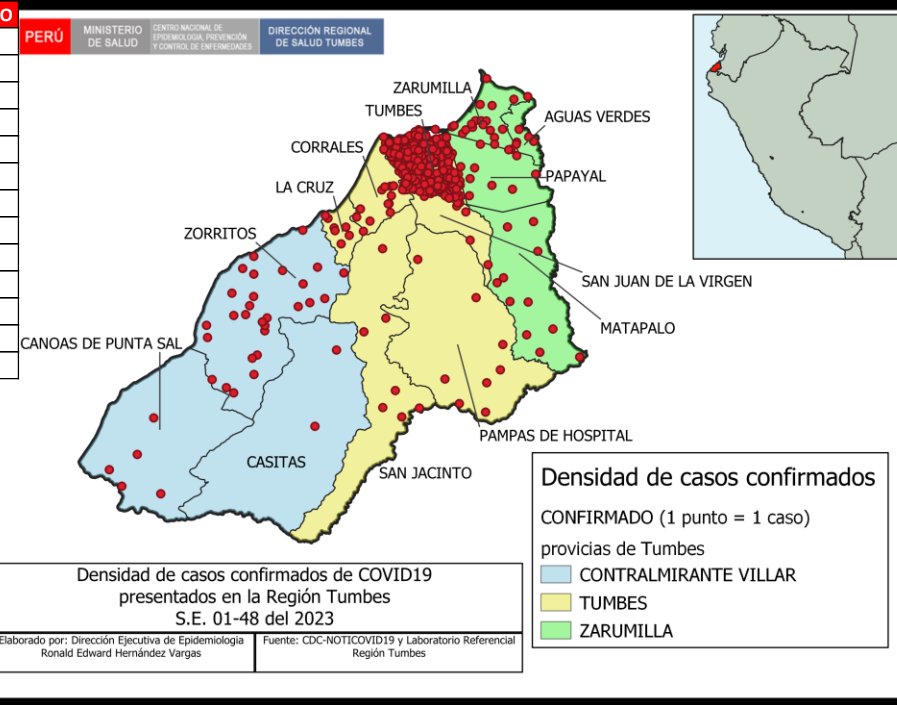 O
PERÚ
MINISTERIO
DE SALUD
CENTRO NACIONAL DE
EPIDEMIOLOGIA, PREVENCIÓN
Y CONTROL DE ENFERMEDADES
DIRECCIÓN REGIONAL
DE SALUD TUMBES
ZARUMILLA
TUMBES
AGUAS VERDES
CORRALES
PAPAYAL
LA CRUZ
ZORRITOS
SAN JUAN DE LA VIRGEN
MATAPALO
CANOAS DE PUNTA SAL
PAMPAS DE HOSPITAL
CASITAS
SAN JACINTO
Densidad de casos confirmados
CONFIRMADO (1 punto = 1 caso)
provicias de Tumbes
CONTRALMIRANTE VILLAR
TUMBES
ZARUMILLA
Densidad de casos confirmados de COVID19
presentados en la Región Tumbes
S.E. 01-48 del 2023
Elaborado por: Dirección Ejecutiva de Epidemiologia
Ronald Edward Hernández Vargas
Fuente: CDC-NOTICOVID19 y Laboratorio Referencial
Región Tumbes